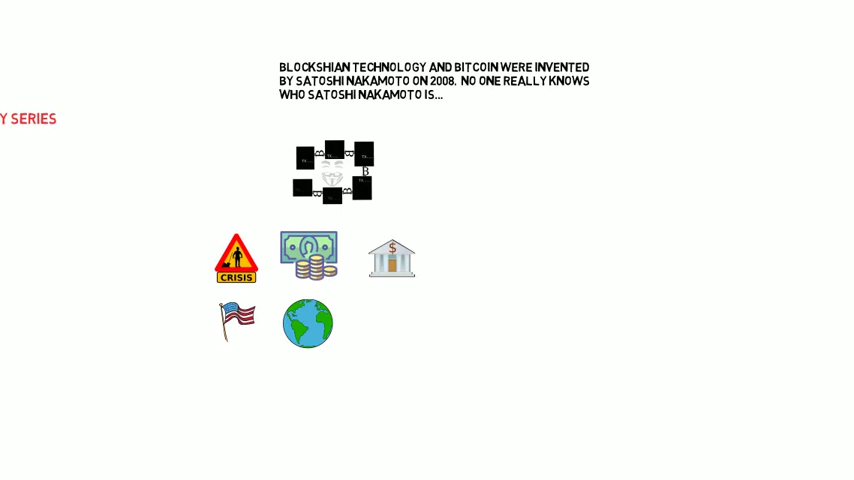 BLOCKSHIAN TECHNOLOGY AND BITCOIN WERE INVENTED
BY SATOSHI NAKAMOTO ON 2008. NO ONE REALLY KNOWS
WHO SATOSHI NAKAMOTO IS...
Y SERIES
B B
B
B B
$
CRISIS